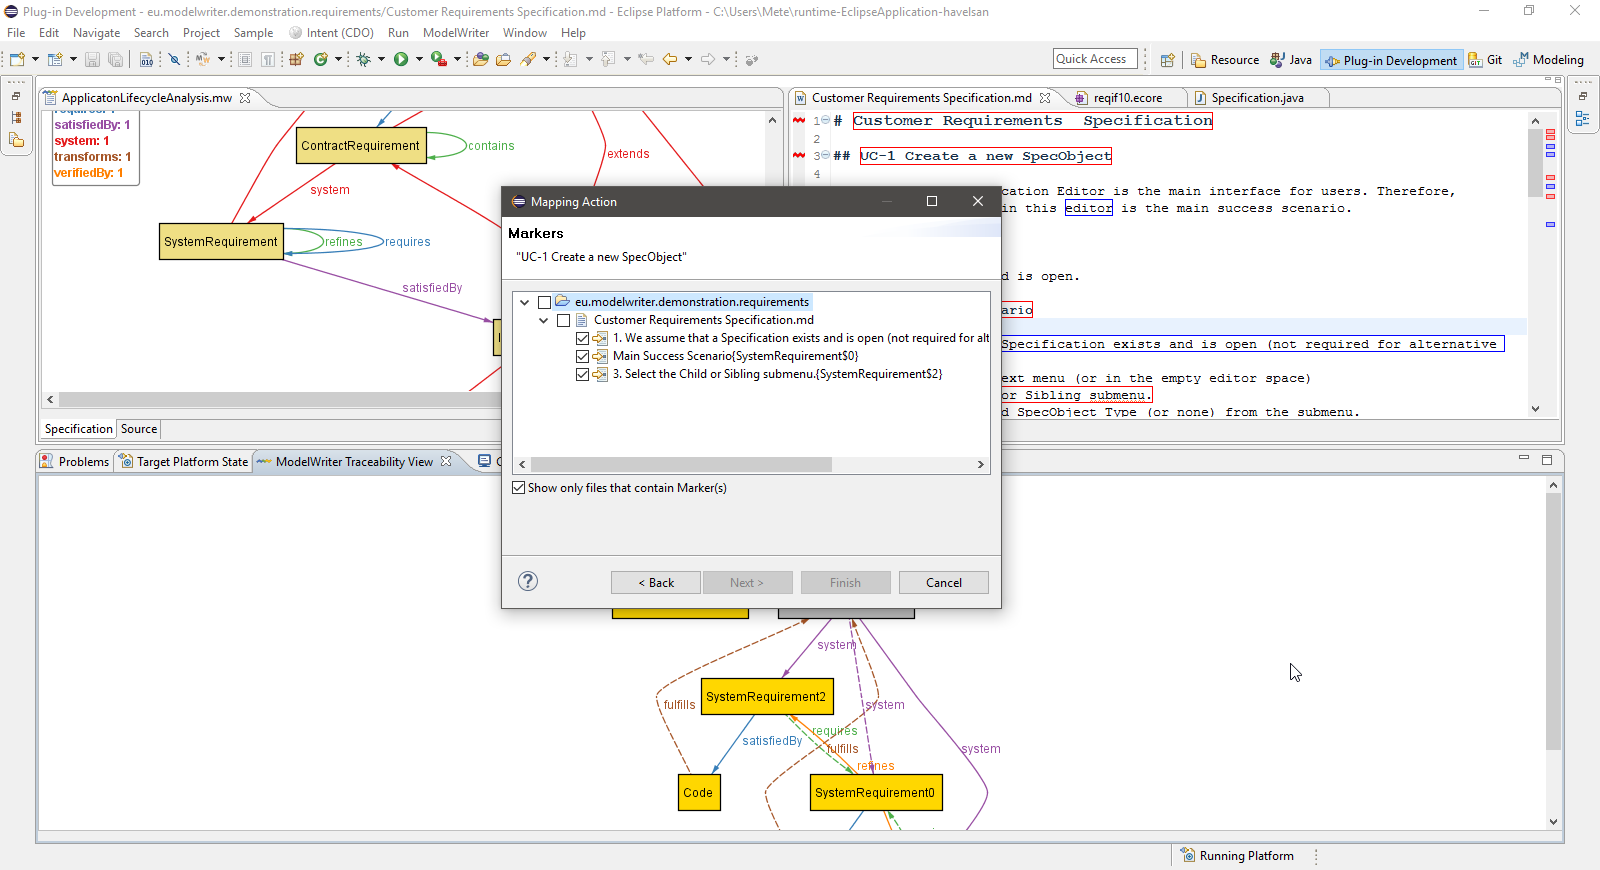 Plug-in Development - eu.modelwriter.demonstration.requirements/Customer Requirements Specification.md - Eclipse Platform - C:\Users\Mete\runtime-EclipseApplication-havelsan
File Edit Navigate Search Project Sample Intent (CDO) Run ModelWriter Window Help
Quick Access Resource Java Plug-in Development Git Modeling
ApplicatonLifecycleAnalysis.mw
satisfiedBy: 1
system: 1
transforms: 1
verifiedBy: 1
ContractRequirement
contains
extends
system
SystemRequirement
refines
requires
satisfiedBy
Specification Source
Customer Requirements Specification.md reqif10.ecore Specification.java
1 # Customer Requirements  Specification
2
3 ## UC-1 Create a new SpecObject
4
cation Editor is the main interface for users. Therefore,
in this editor is the main success scenario.
d is open.
ario
Specification exists and is open (not required for alternative
ext menu (or in the empty editor space)
or Sibling submenu.
d SpecObject Type (or none) from the submenu.
Mapping Action
Markers
"UC-1 Create a new SpecObject"
eu.modelwriter.demonstration.requirements
Customer Requirements Specification.md
1. We assume that a Specification exists and is open (not required for alt
Main Success Scenario{SystemRequirement$0}
3. Select the Child or Sibling submenu.{SystemRequirement$2}
Show only files that contain Marker(s)
< Back Next > Finish Cancel
Problems Target Platform State ModelWriter Traceability View
system
SystemRequirement2
fulfills
system
requires
satisfiedBy
fulfills
system
refines
Code
SystemRequirement0
Running Platform